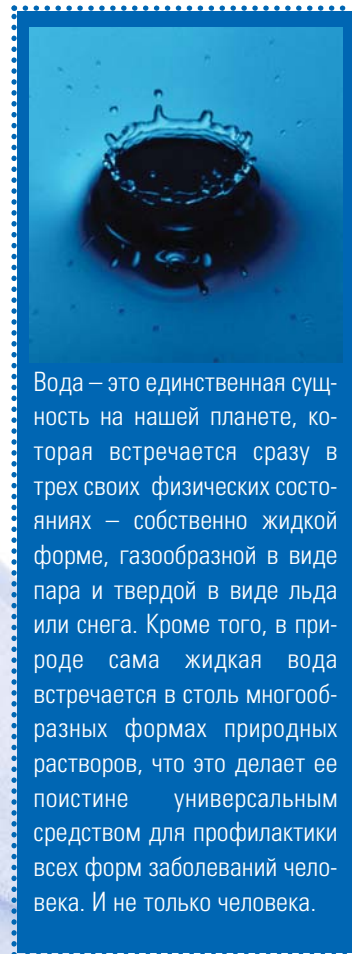 Вода – это единственная сущ-
ность на нашей планете, ко-
торая встречается сразу в
трех своих физических состо-
яниях – собственно жидкой
форме, газообразной в виде
пара и твердой в виде льда
или снега. Кроме того, в при-
роде сама жидкая вода
встречается в столь многооб-
разных формах природных
растворов, что это делает ее
поистине универсальным
средством для профилактики
всех форм заболеваний чело-
века. И не только человека.